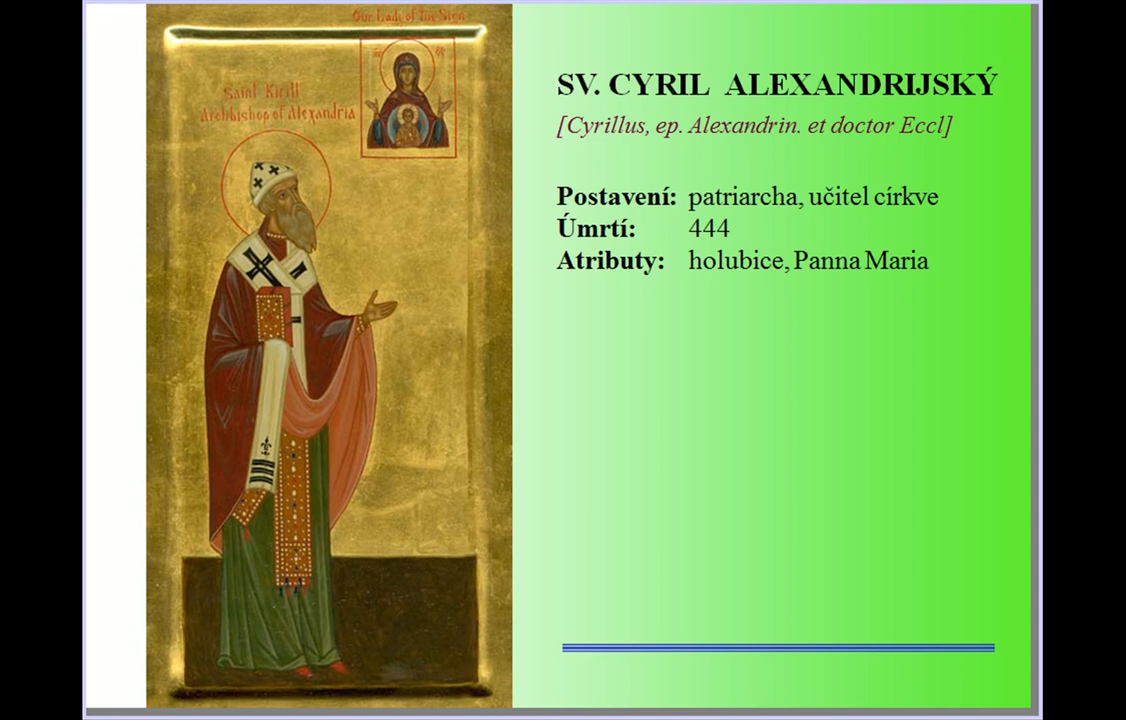 Our Lady of the Sign
Saint Kirill
Archbishop of Alexandria
SV. CYRIL ALEXANDRIJSKÝ
[Cyrillus, ep. Alexandrin. et doctor Eccl]
Postavení: patriarcha, učitel církve
Úmrtí: 444
Atributy: holubice, Panna Maria